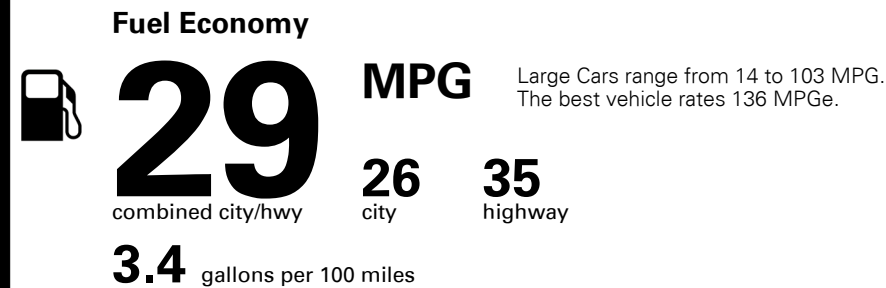 Fuel Economy
29 MPG
Large Cars range from 14 to 103 MPG.
The best vehicle rates 136 MPGe.
26 35
combined city/hwy city highway
3.4 gallons per 100 miles